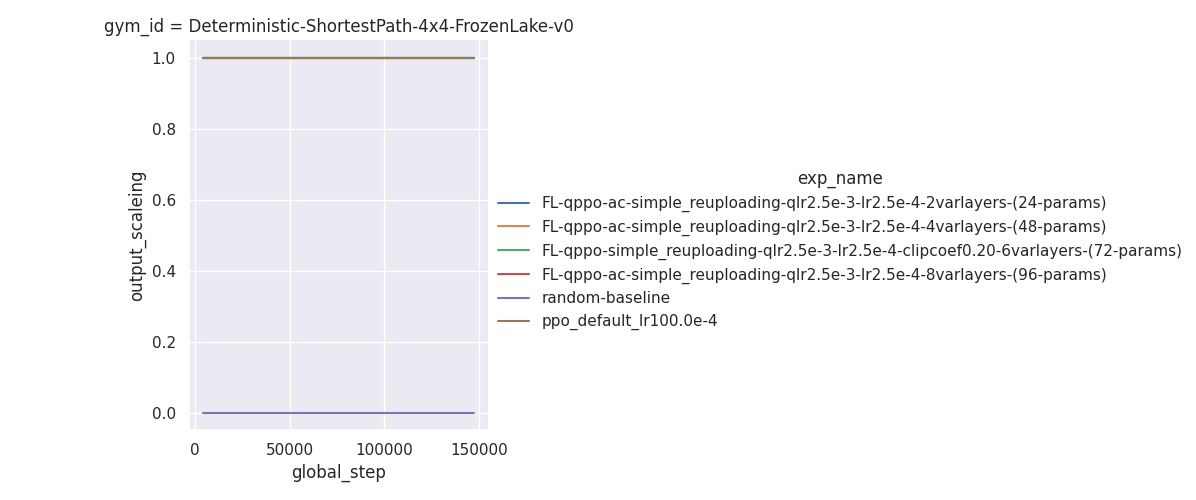 gym_id = Deterministic-ShortestPath-4x4-FrozenLake-v0
1.0
0.8
0.6
0.4
0.2
0.0
output_scaleing
0
50000
100000
150000
global_step
exp_name
FL-qppo-ac-simple_reuploading-qlr2.5e-3-lr2.5e-4-2varlayers-(24-params)
FL-qppo-ac-simple_reuploading-qlr2.5e-3-lr2.5e-4-4varlayers-(48-params)
FL-qppo-simple_reuploading-qlr2.5e-3-lr2.5e-4-clipcoef0.20-6varlayers-(72-params)
FL-qppo-ac-simple_reuploading-qlr2.5e-3-lr2.5e-4-8varlayers-(96-params)
random-baseline
ppo_default_lr100.0e-4